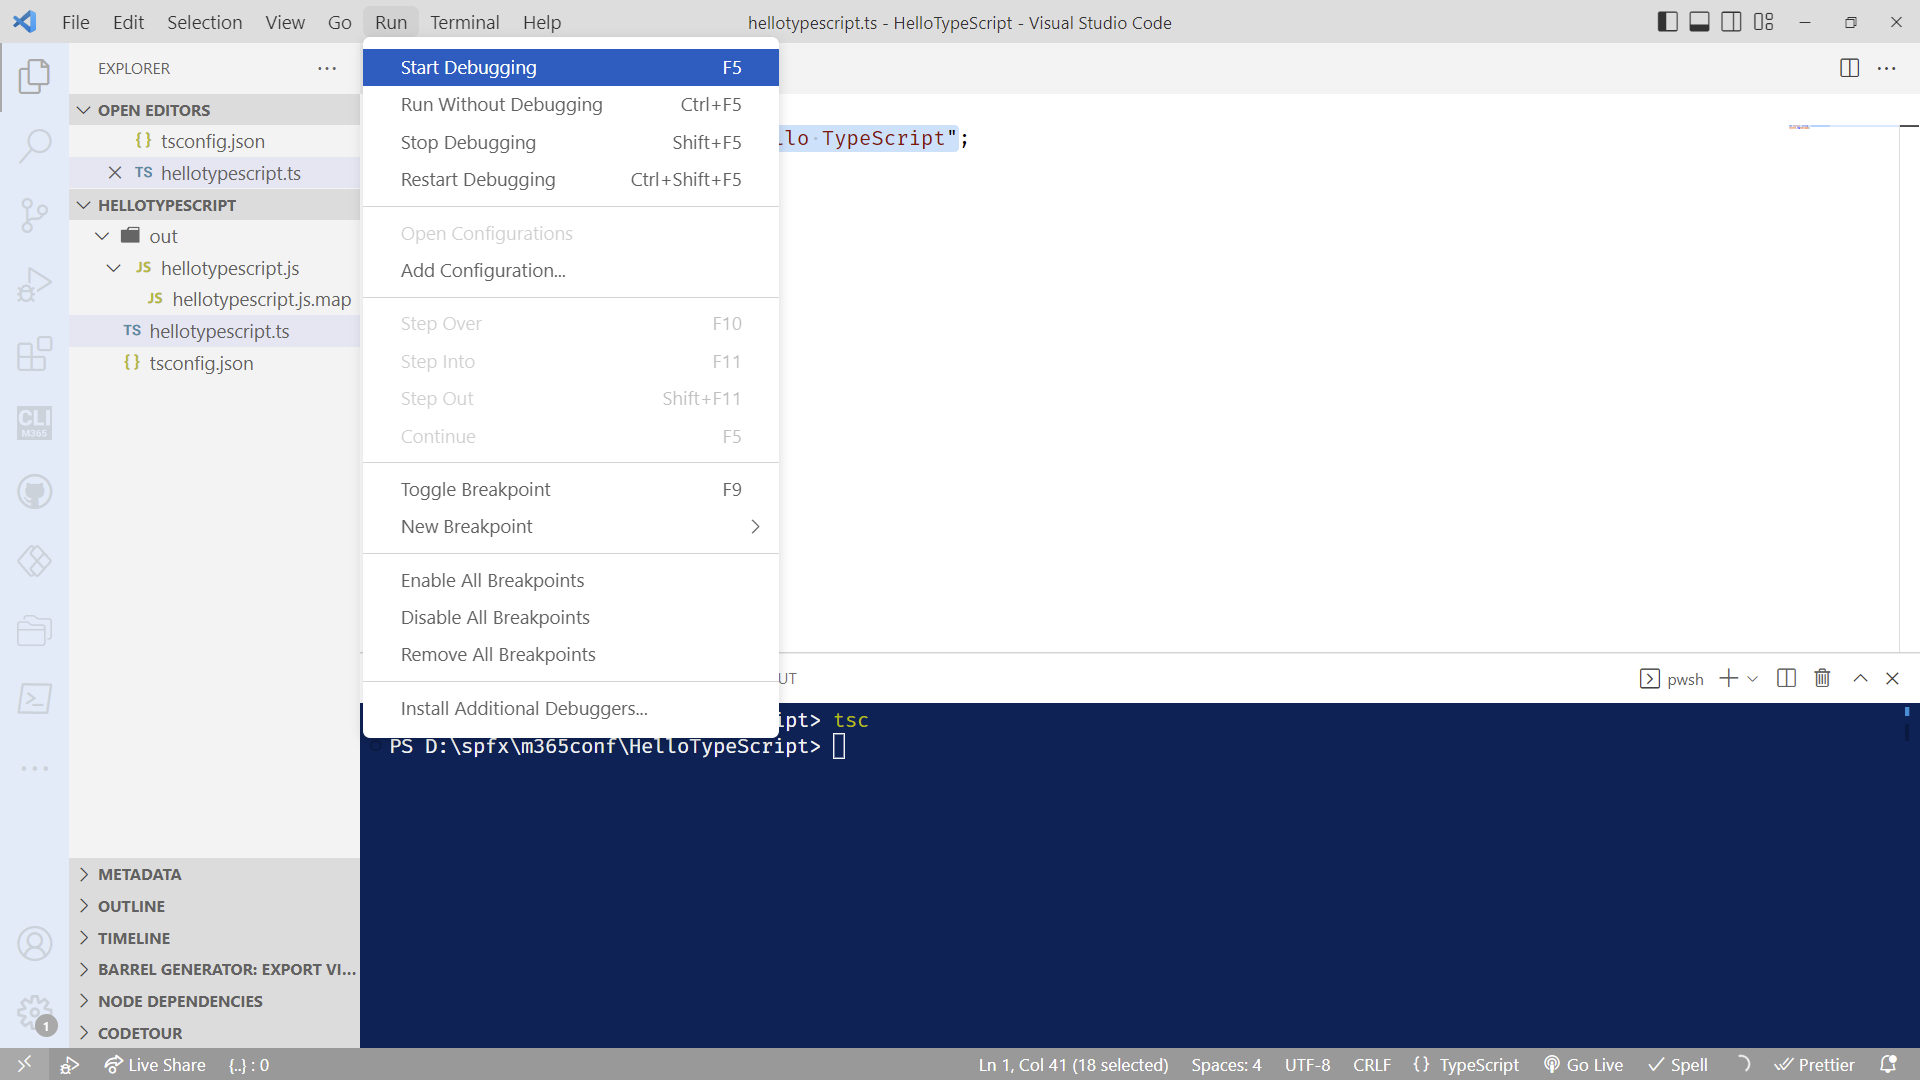 File Edit Selection View Go Run Terminal Help
hellotypescript.ts - HelloTypeScript - Visual Studio Code
EXPLORER
OPEN EDITORS
{} tsconfig.json
TS hellotypescript.ts
HELLOTYPESCRIPT
out
JS hellotypescript.js
JS hellotypescript.js.map
TS hellotypescript.ts
{} tsconfig.json
CLI
M365
METADATA
OUTLINE
TIMELINE
BARREL GENERATOR: EXPORT VI...
NODE DEPENDENCIES
CODETOUR
1
Start Debugging F5
Run Without Debugging Ctrl+F5
Stop Debugging Shift+F5
Restart Debugging Ctrl+Shift+F5
Open Configurations
Add Configuration...
Step Over F10
Step Into F11
Step Out Shift+F11
Continue F5
Toggle Breakpoint F9
New Breakpoint
Enable All Breakpoints
Disable All Breakpoints
Remove All Breakpoints
Install Additional Debuggers...
llo TypeScript";
UT
pwsh
ipt> tsc
PS D:\spfx\m365conf\HelloTypeScript>
Live Share {..} : 0
Ln 1, Col 41 (18 selected) Spaces: 4 UTF-8 CRLF {} TypeScript Go Live Spell Prettier